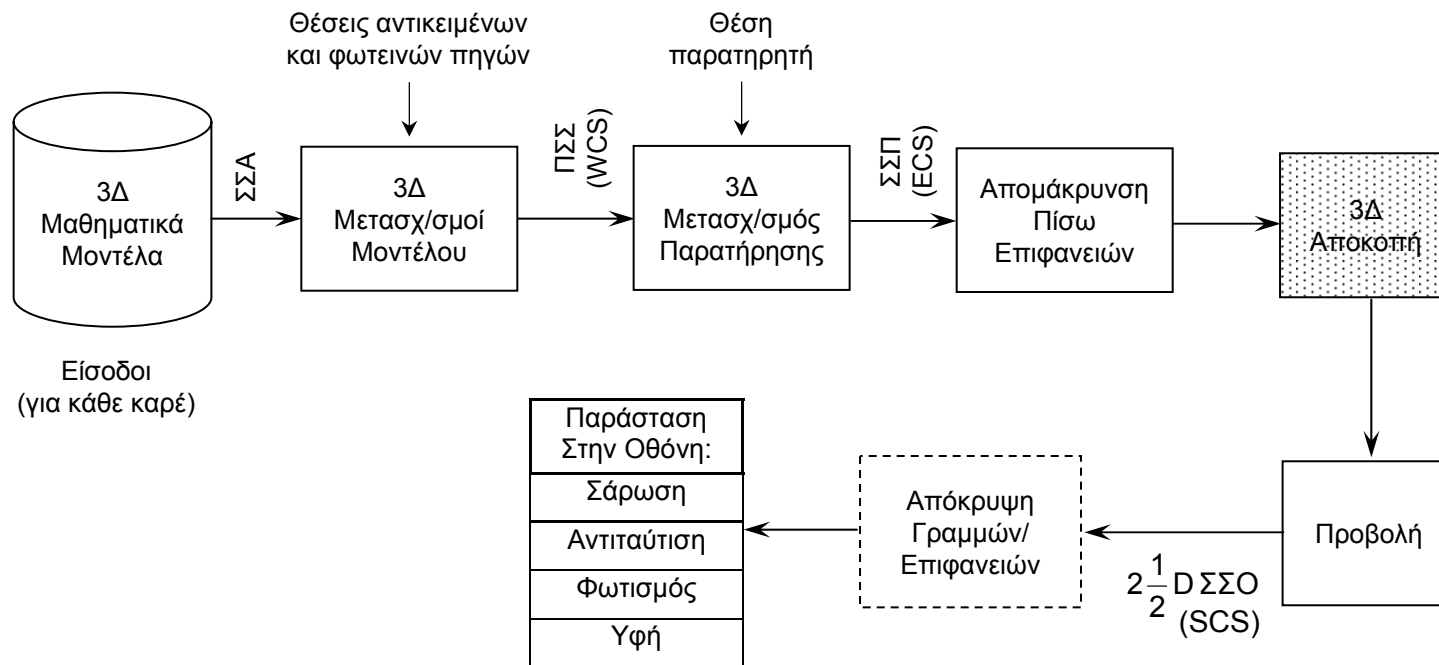 Θέσεις αντικειμένων
και φωτεινών πηγών
Θέση
παρατηρητή
3Δ
Μαθηματικά
Μοντέλα
ΣΣΑ
3Δ
Μετασχ/σμοί
Μοντέλου
ΠΣΣ
(WCS)
3Δ
Μετασχ/σμός
Παρατήρησης
ΣΣΠ
(ECS)
Απομάκρυνση
Πίσω
Επιφανειών
3Δ
Αποκοπή
Είσοδοι
(για κάθε καρέ)
Προβολή
2 1/2 D ΣΣΟ
(SCS)
Απόκρυψη
Γραμμών/
Επιφανειών
Παράσταση
Στην Οθόνη:
Σάρωση
Αντιταύτιση
Φωτισμός
Υφή